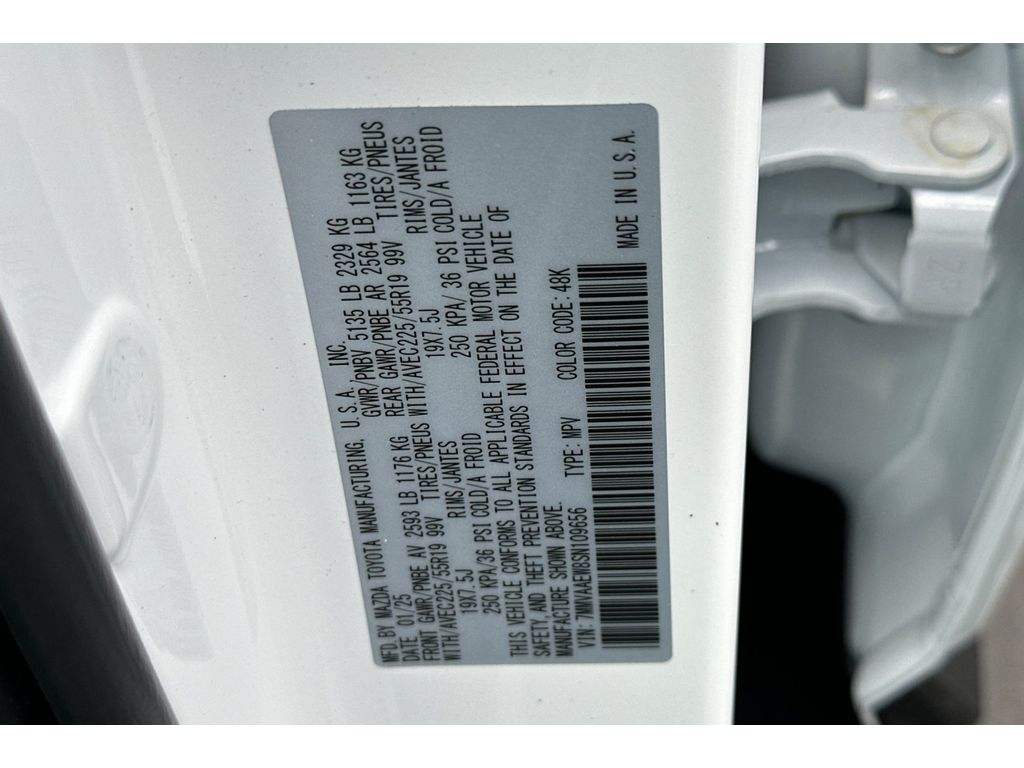 MFD.BY MAZDA TOYOTA MANUFACTURING, U.S.A. INC.
DATE 01/25 GVWR/PNBV 5135 LB 2329 KG
FRONT GAWR/PNBE AV 2593 LB 1176 KG REAR GAWR/PNBE AR 2564 LB 1163 KG
WITH/AVEC225/55R19 99V TIRES/PNEUS WITH/AVEC225/55R19 99V TIRES/PNEUS
19X7.5J RIMS/JANTES 19X7.5J RIMS/JANTES
250 KPA/36 PSI COLD/A FROID 250 KPA/ 36 PSI COLD/A FROID
THIS VEHICLE CONFORMS TO ALL APPLICABLE FEDERAL MOTOR VEHICLE
SAFETY, AND THEFT PREVENTION STANDARDS IN EFFECT ON THE DATE OF
MANUFACTURE SHOWN ABOVE.
VIN: 7MMVAAEW8SN109656 TYPE: MPV COLOR CODE: 48K
MADE IN U.S.A.